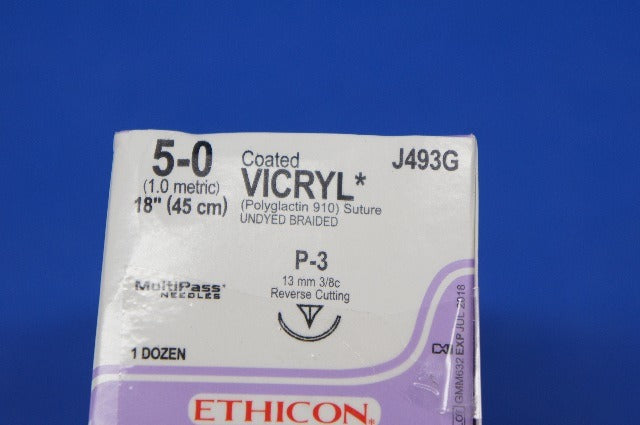 5-0
(1.0 metric)
18" (45 cm)
Coated
VICRYL*
(Polyglactin 910) Suture
UNDYED BRAIDED
J493G
P-3
13 mm 3/8c
Reverse Cutting
MultiPass
NEEDLES
1 DOZEN
ETHICON
GMM632 EXP JUL 2018